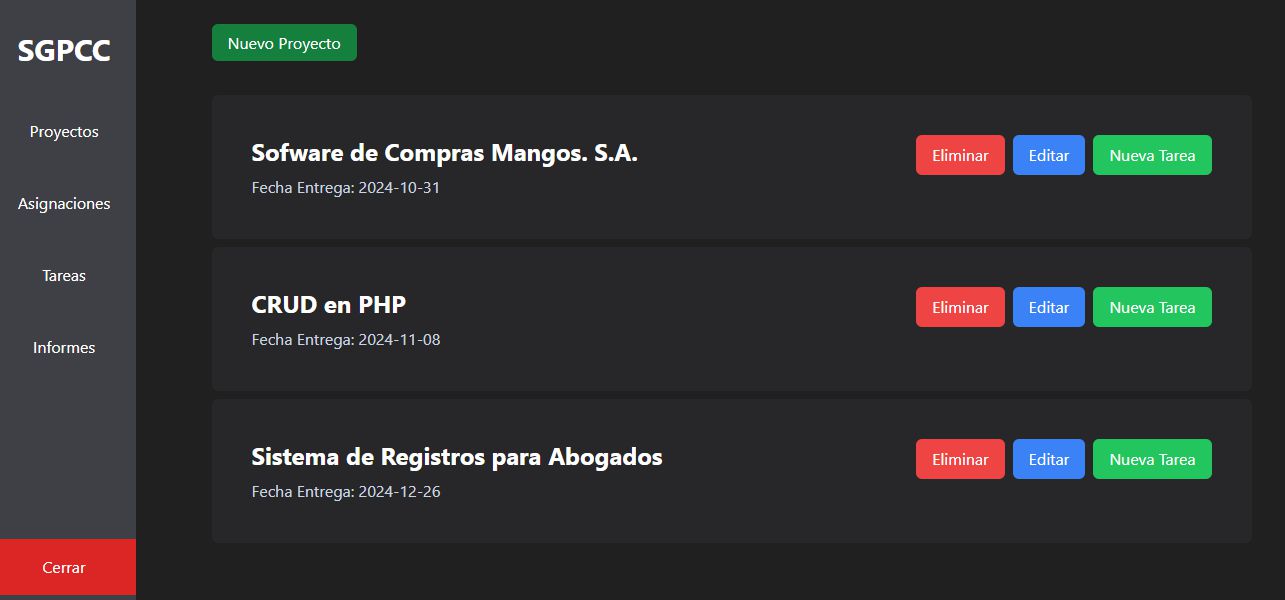 SGPCC
Proyectos
Asignaciones
Tareas
Informes
Cerrar
Nuevo Proyecto
Sofware de Compras Mangos. S.A.
Fecha Entrega: 2024-10-31
Eliminar
Editar
Nueva Tarea
CRUD en PHP
Fecha Entrega: 2024-11-08
Eliminar
Editar
Nueva Tarea
Sistema de Registros para Abogados
Fecha Entrega: 2024-12-26
Eliminar
Editar
Nueva Tarea